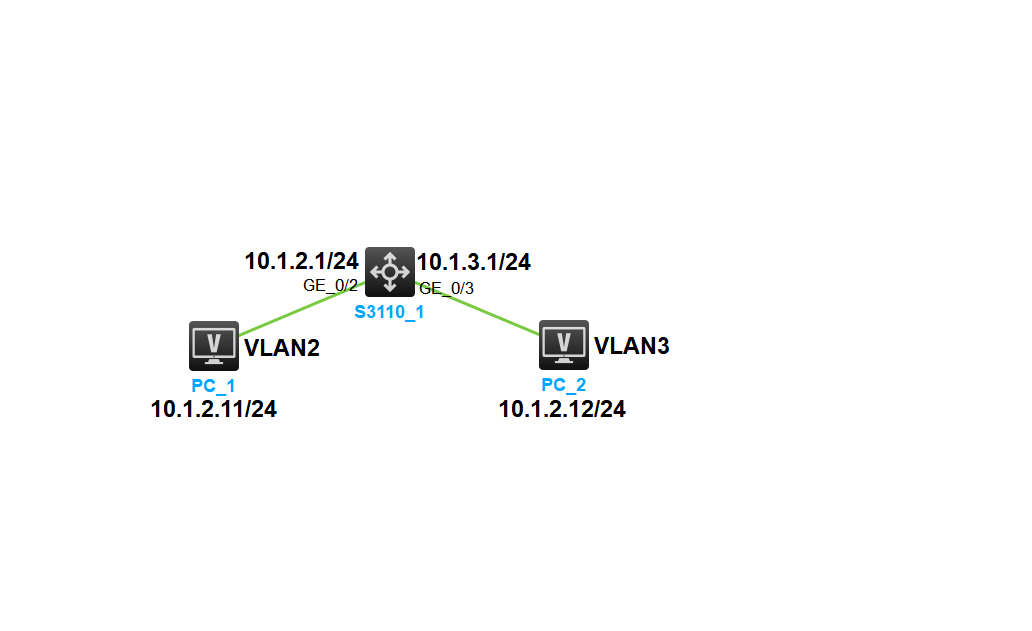 10.1.2.1/24
10.1.3.1/24
GE_0/2
GE_0/3
S3110_1
VLAN2
VLAN3
PC_1
PC_2
10.1.2.11/24
10.1.2.12/24